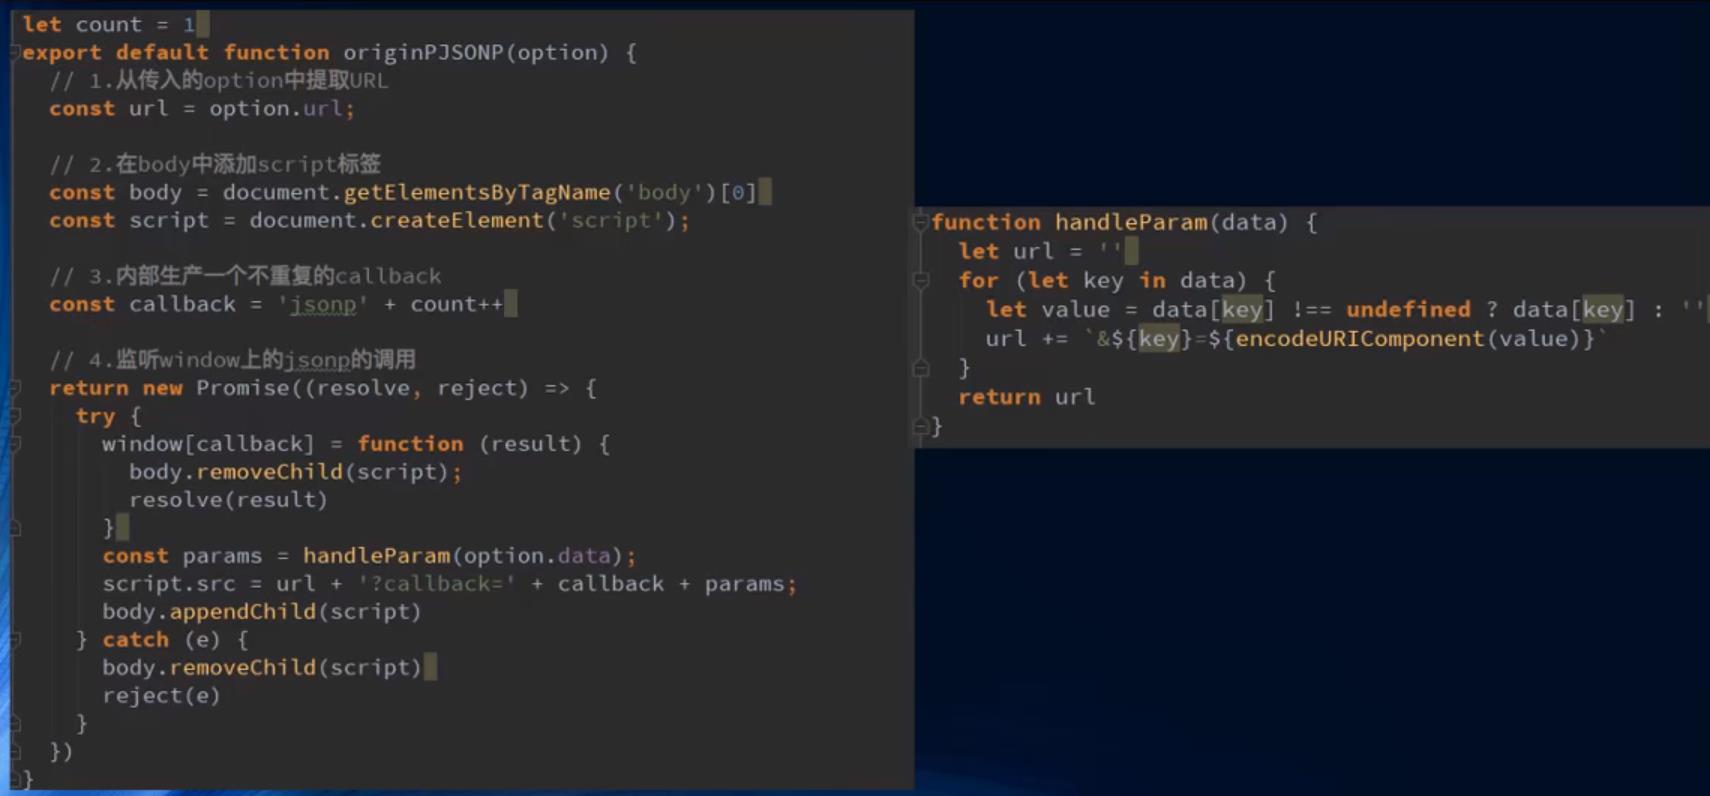 let count = 1
export default function originPJSONP(option) {
// 1.从传入的option中提取URL
const url = option.url;
// 2.在body中添加script标签
const body = document.getElementsByTagName('body')[0]
const script = document.createElement('script');
// 3.内部生产一个不重复的callback
const callback = 'jsonp' + count++
// 4.监听window上的jsonp的调用
return new Promise((resolve, reject) => {
try {
window[callback] = function (result) {
body.removeChild(script);
resolve(result)
}
const params = handleParam(option.data);
script.src = url + '?callback=' + callback + params;
body.appendChild(script)
} catch (e) {
body.removeChild(script)
reject(e)
}
})
}
function handleParam(data) {
let url = ''
for (let key in data) {
let value = data[key] !== undefined ? data[key] : ''
url += `&${key}=${encodeURIComponent(value)}`
}
return url
}